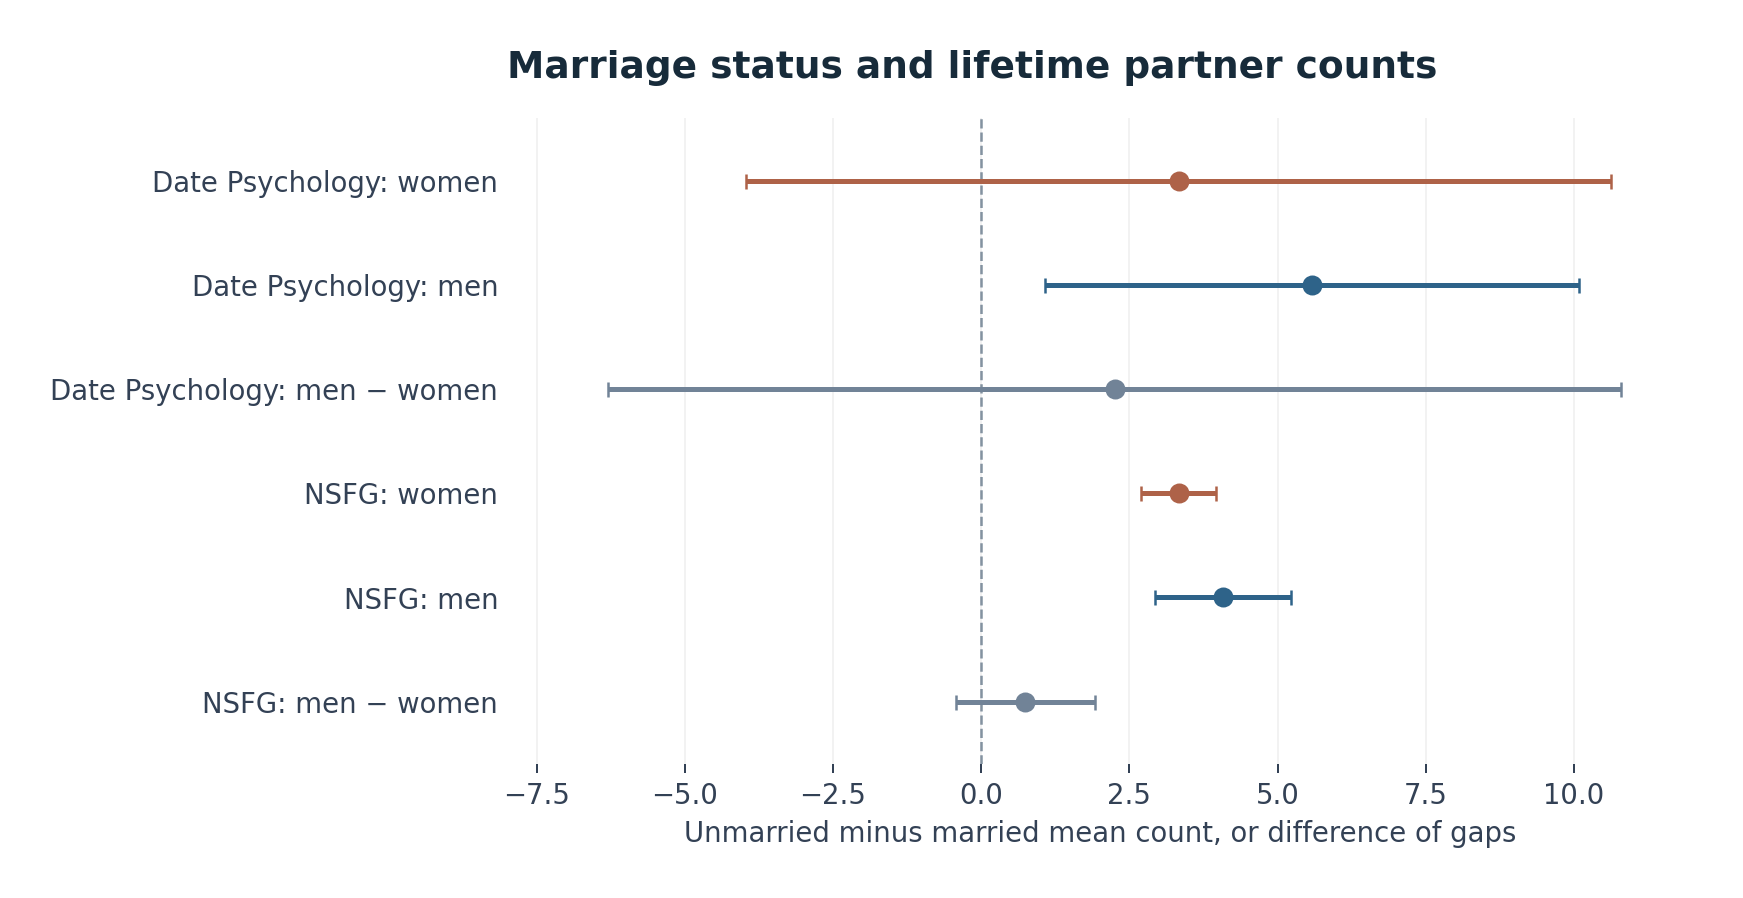 Marriage status and lifetime partner counts
Date Psychology: women
Date Psychology: men
Date Psychology: men − women
NSFG: women
NSFG: men
NSFG: men − women
−7.5 −5.0 −2.5 0.0 2.5 5.0 7.5 10.0
Unmarried minus married mean count, or difference of gaps